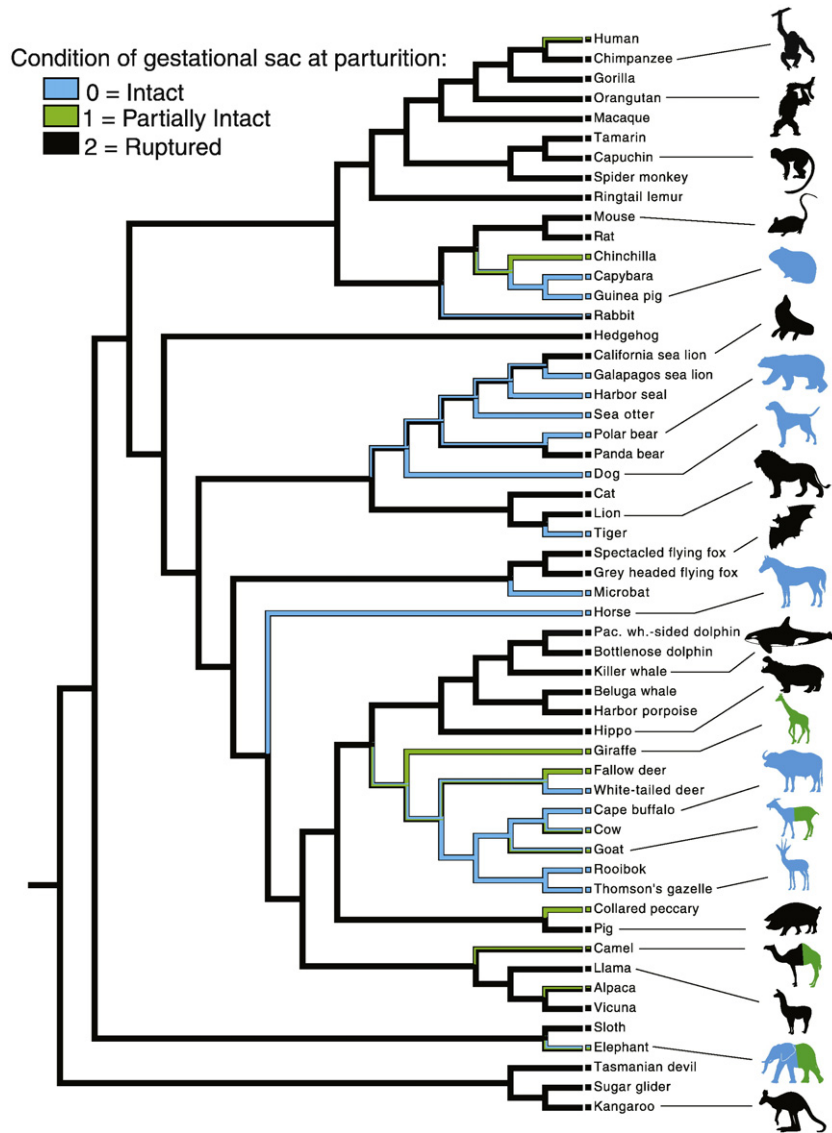 Condition of gestational sac at parturition:
0 = Intact
1 = Partially Intact
2 = Ruptured
Human
Chimpanzee
Gorilla
Orangutan
Macaque
Tamarin
Capuchin
Spider monkey
Ringtail lemur
Mouse
Rat
Chinchilla
Capybara
Guinea pig
Rabbit
Hedgehog
California sea lion
Galapagos sea lion
Harbor seal
Sea otter
Polar bear
Panda bear
Dog
Cat
Lion
Tiger
Spectacled flying fox
Grey headed flying fox
Microbat
Horse
Pac. wh.-sided dolphin
Bottlenose dolphin
Killer whale
Beluga whale
Harbor porpoise
Hippo
Giraffe
Fallow deer
White-tailed deer
Cape buffalo
Cow
Goat
Rooibok
Thomson's gazelle
Collared peccary
Pig
Camel
Llama
Alpaca
Vicuna
Sloth
Elephant
Tasmanian devil
Sugar glider
Kangaroo